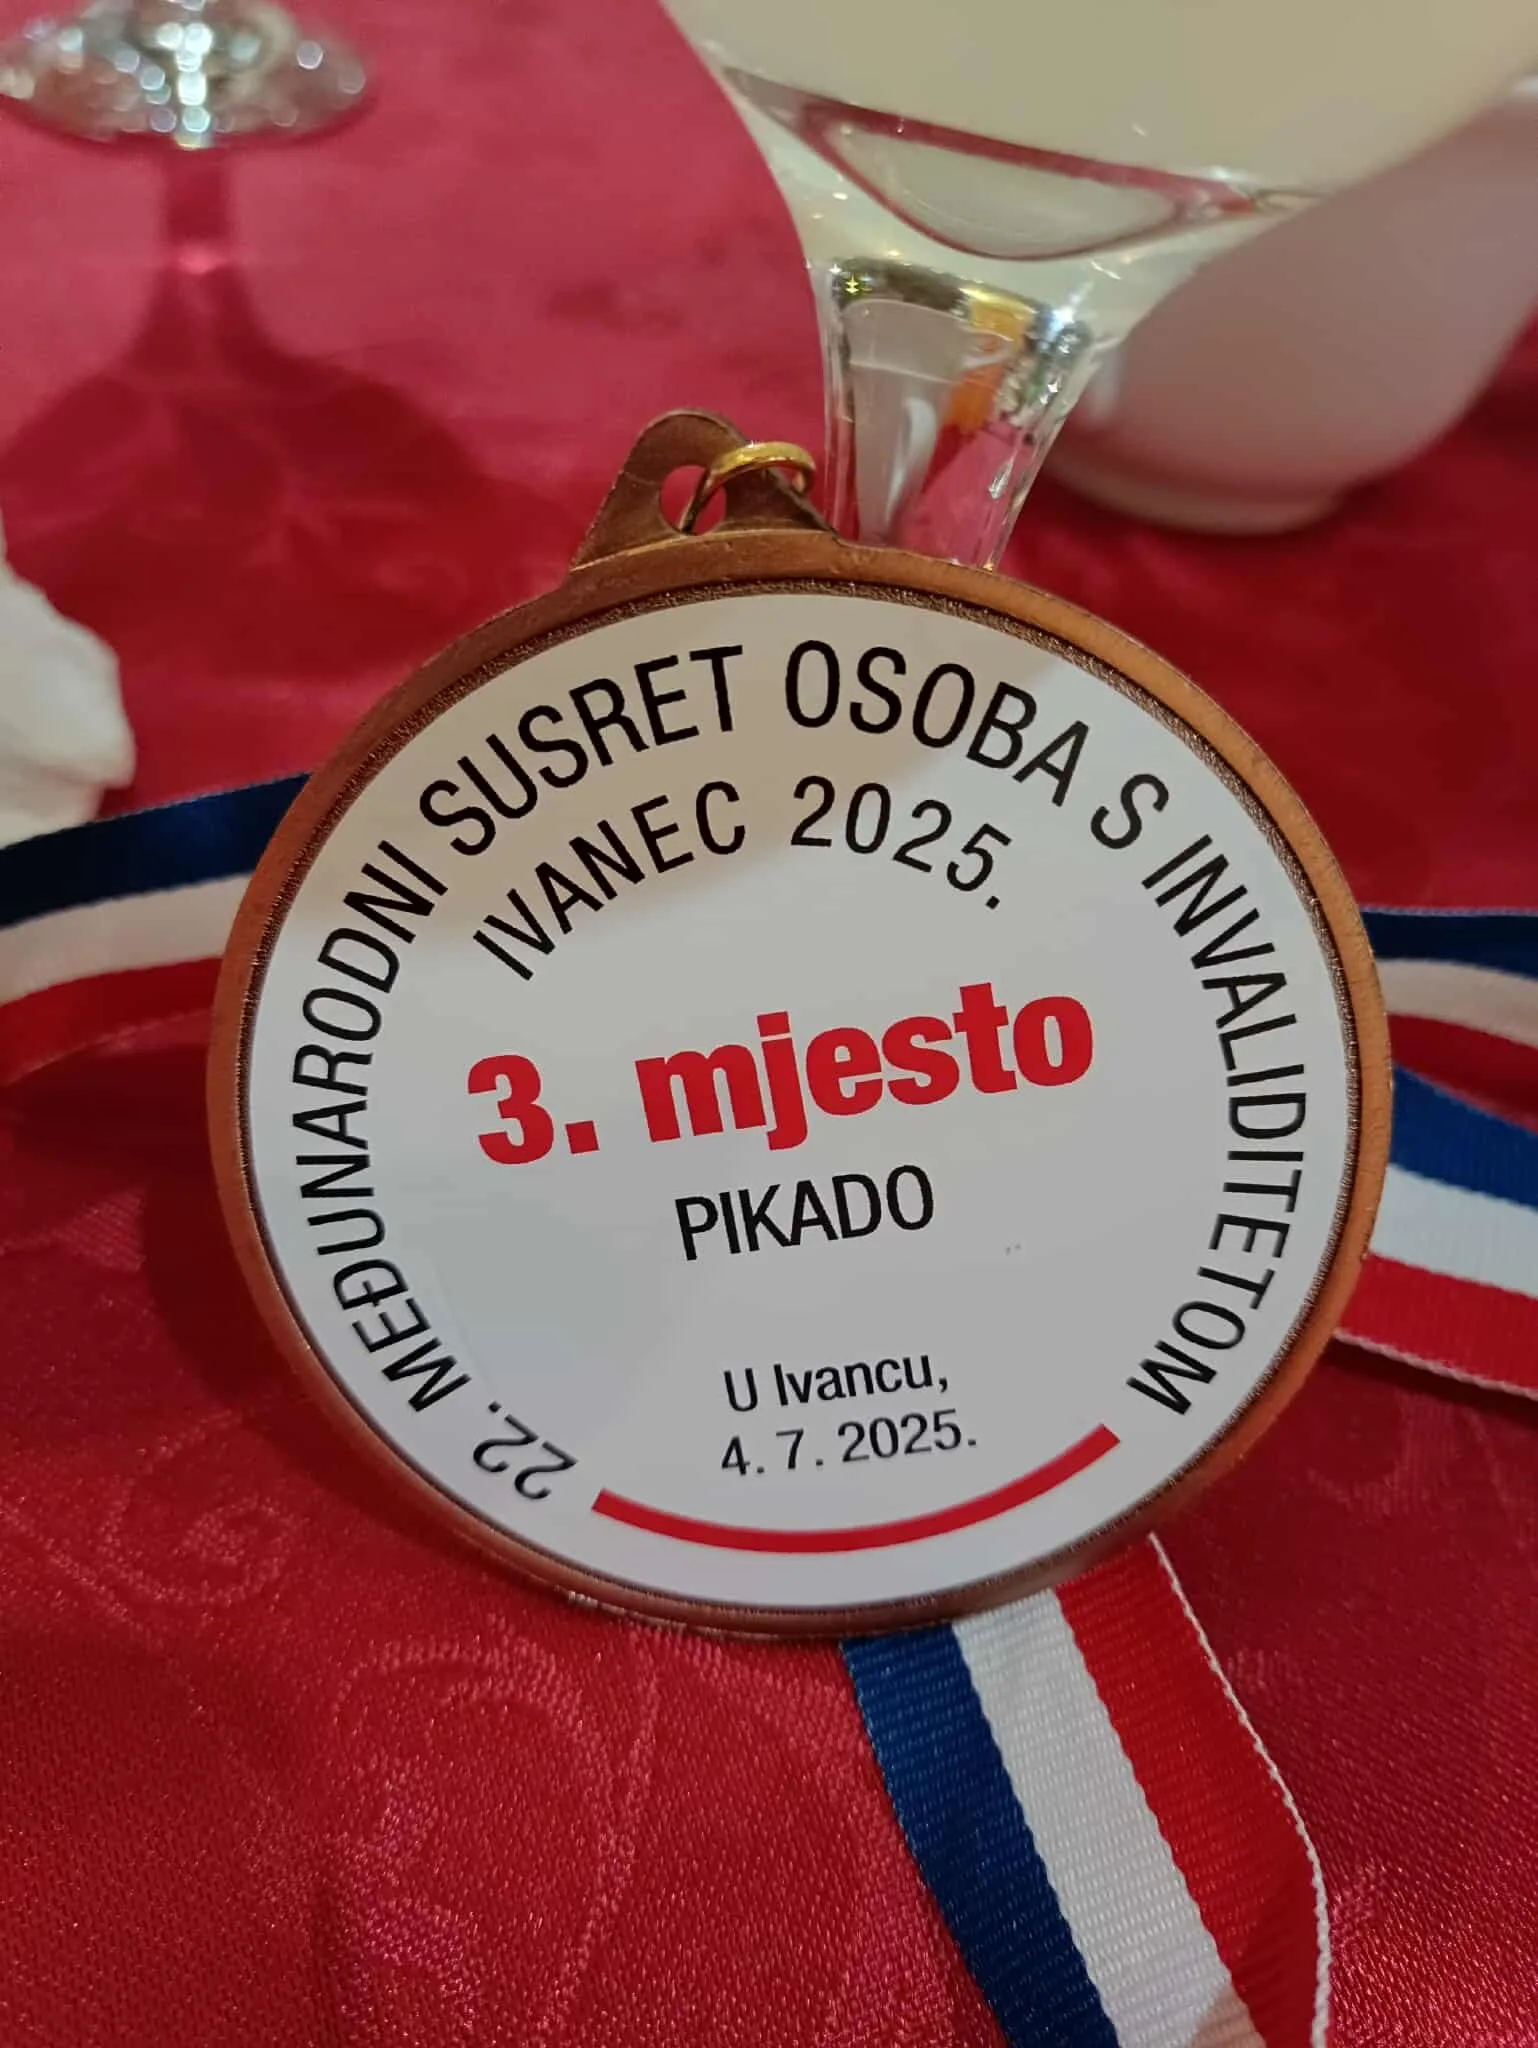 22. MEĐUNARODNI SUSRET OSOBA S INVALIDITETOM
IVANEC 2025.
3. mjesto
PIKADO
U Ivancu,
4. 7. 2025.